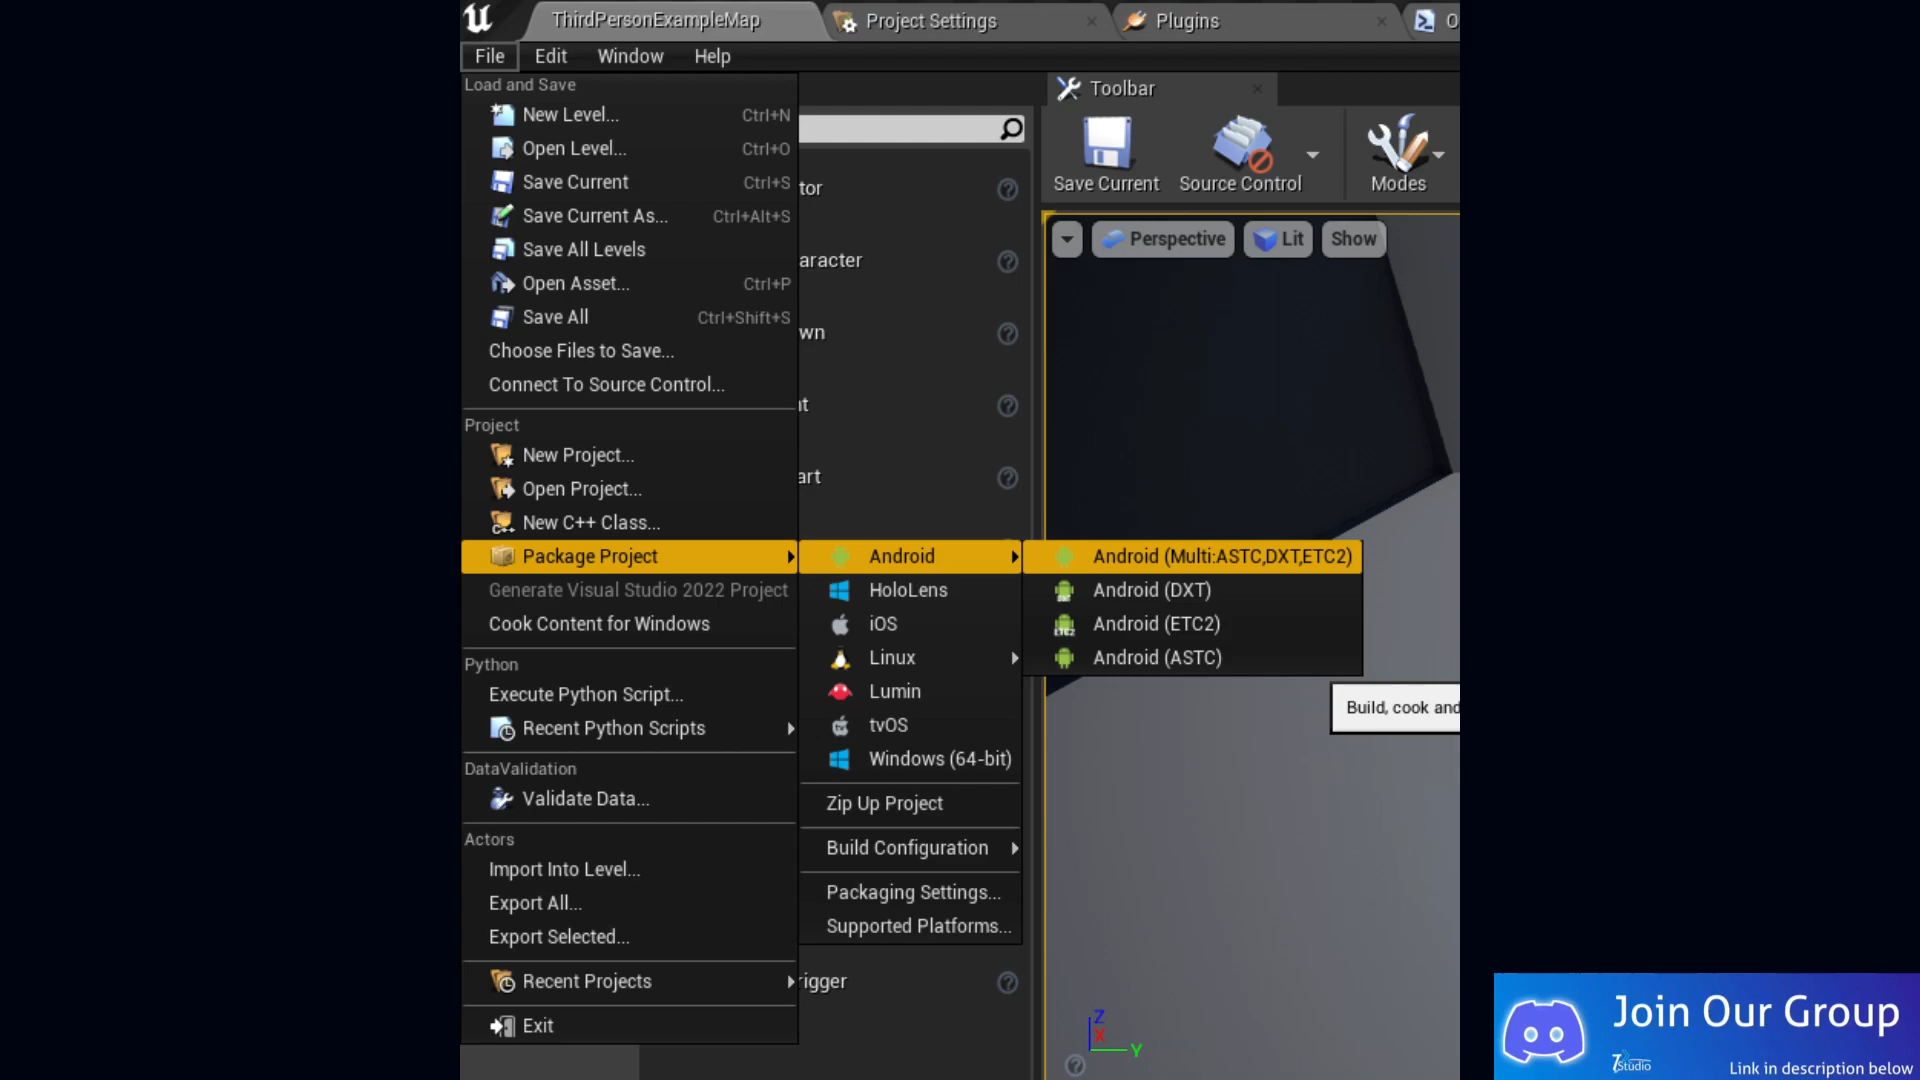 ThirdPersonExampleMap
Project Settings
Plugins
O
File Edit Window Help
Load and Save
New Level... Ctrl+N
Open Level... Ctrl+O
Save Current Ctrl+S
Save Current As... Ctrl+Alt+S
Save All Levels
Open Asset... Ctrl+P
Save All Ctrl+Shift+S
Choose Files to Save...
Connect To Source Control...
Project
New Project...
Open Project...
New C++ Class...
Package Project
Generate Visual Studio 2022 Project
Cook Content for Windows
Python
Execute Python Script...
Recent Python Scripts
DataValidation
Validate Data...
Actors
Import Into Level...
Export All...
Export Selected...
Recent Projects
Exit
tor
aracter
wn
nt
art
rigger
Android
HoloLens
iOS
Linux
Lumin
tvOS
Windows (64-bit)
Zip Up Project
Build Configuration
Packaging Settings...
Supported Platforms...
Android (Multi:ASTC,DXT,ETC2)
Android (DXT)
Android (ETC2)
Android (ASTC)
Toolbar
Save Current
Source Control
Modes
Perspective
Lit
Show
Build, cook and
Z
X
Y
Join Our Group
7Studio
Link in description below